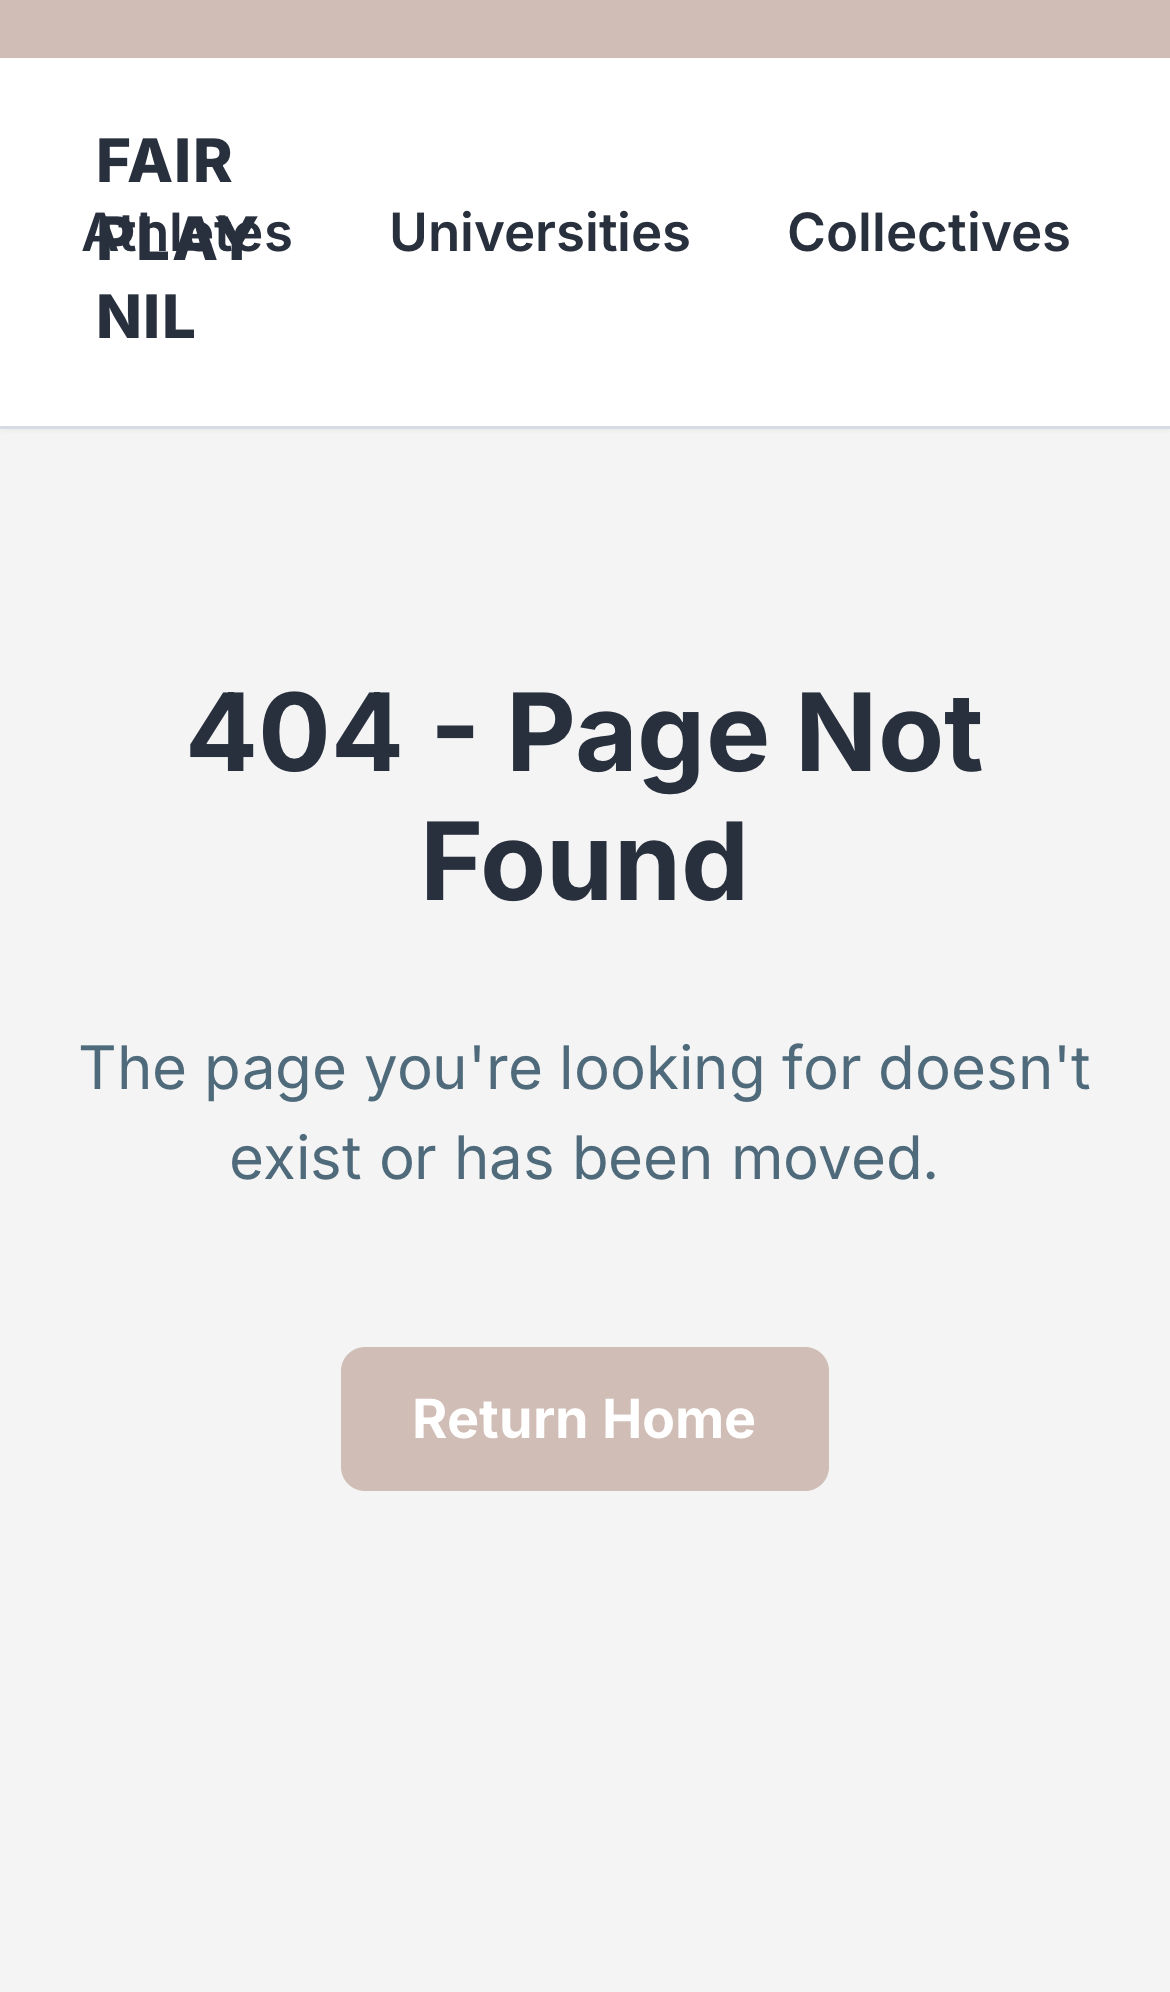 FAIR
PLAY
NIL
Athletes Universities Collectives
404 - Page Not
Found
The page you're looking for doesn't
exist or has been moved.
Return Home